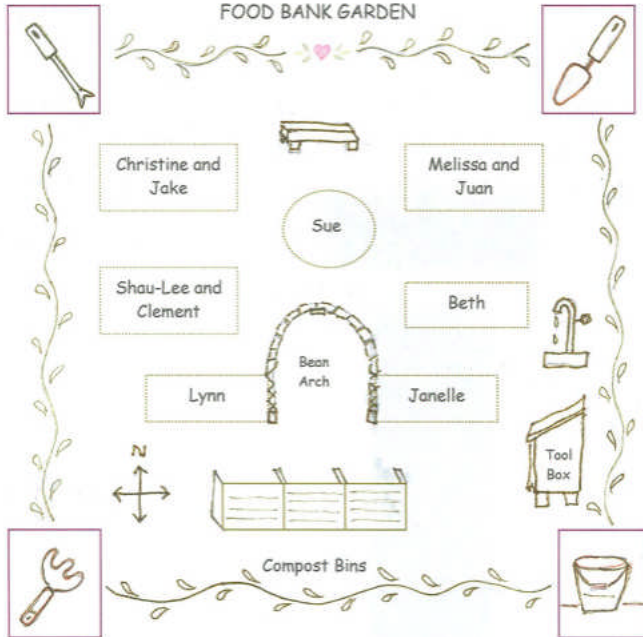 FOOD BANK GARDEN
Christine and
Jake
Melissa and
Juan
Sue
Shau-Lee and
Clement
Beth
Bean
Arch
Lynn
Janelle
N
Tool
Box
Compost Bins